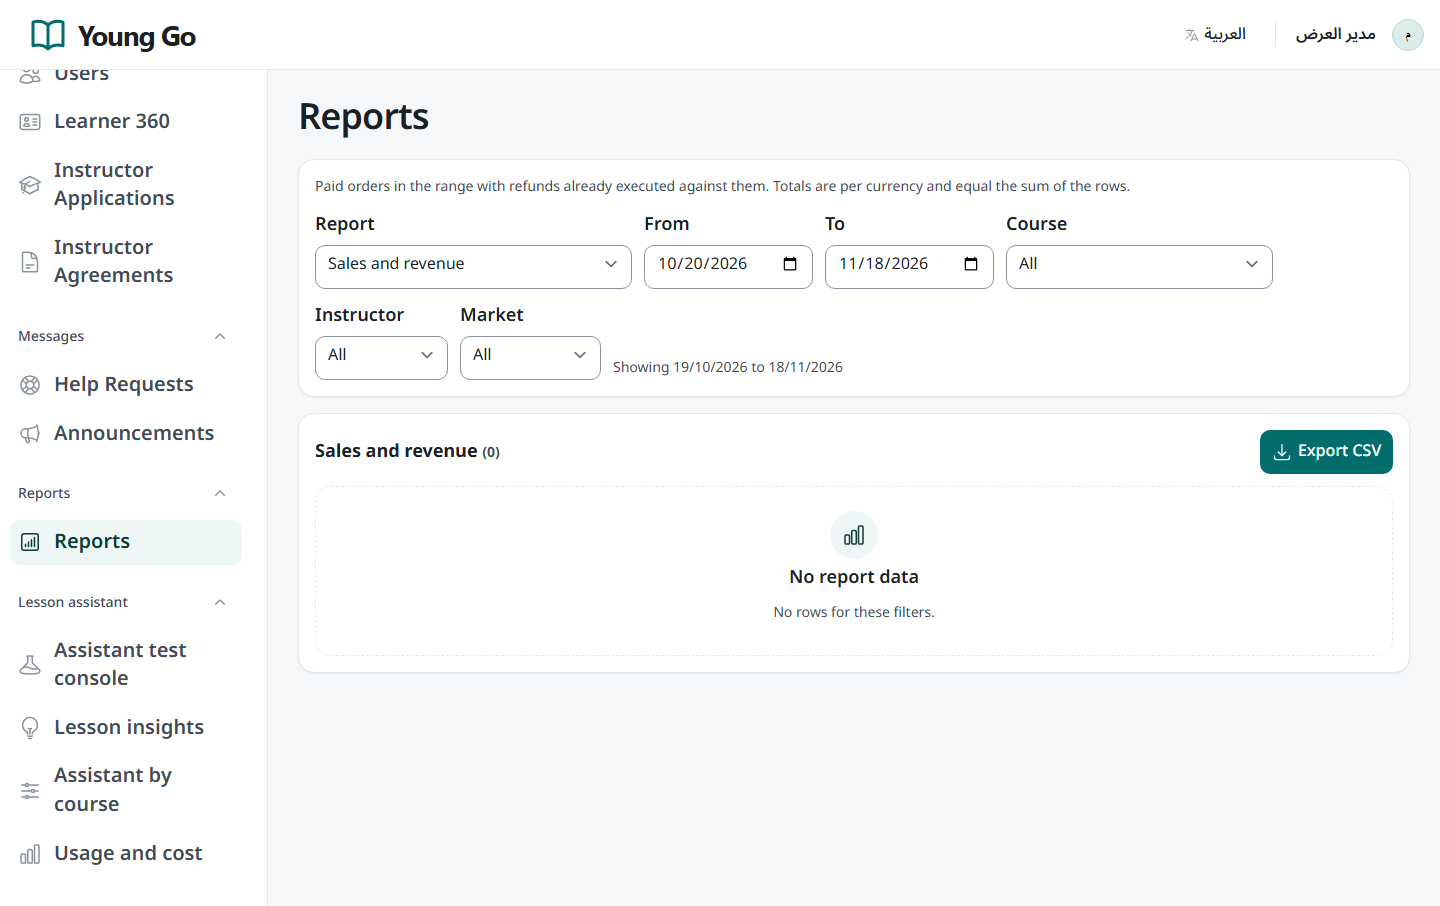 Young Go
العربية
مدير العرض
م
Users
Learner 360
Instructor
Applications
Instructor
Agreements
Messages
Help Requests
Announcements
Reports
Reports
Lesson assistant
Assistant test
console
Lesson insights
Assistant by
course
Usage and cost
Reports
Paid orders in the range with refunds already executed against them. Totals are per currency and equal the sum of the rows.
Report
From
To
Course
Sales and revenue
10/20/2026
11/18/2026
All
Instructor
Market
All
All
Showing 19/10/2026 to 18/11/2026
Sales and revenue (0)
Export CSV
No report data
No rows for these filters.